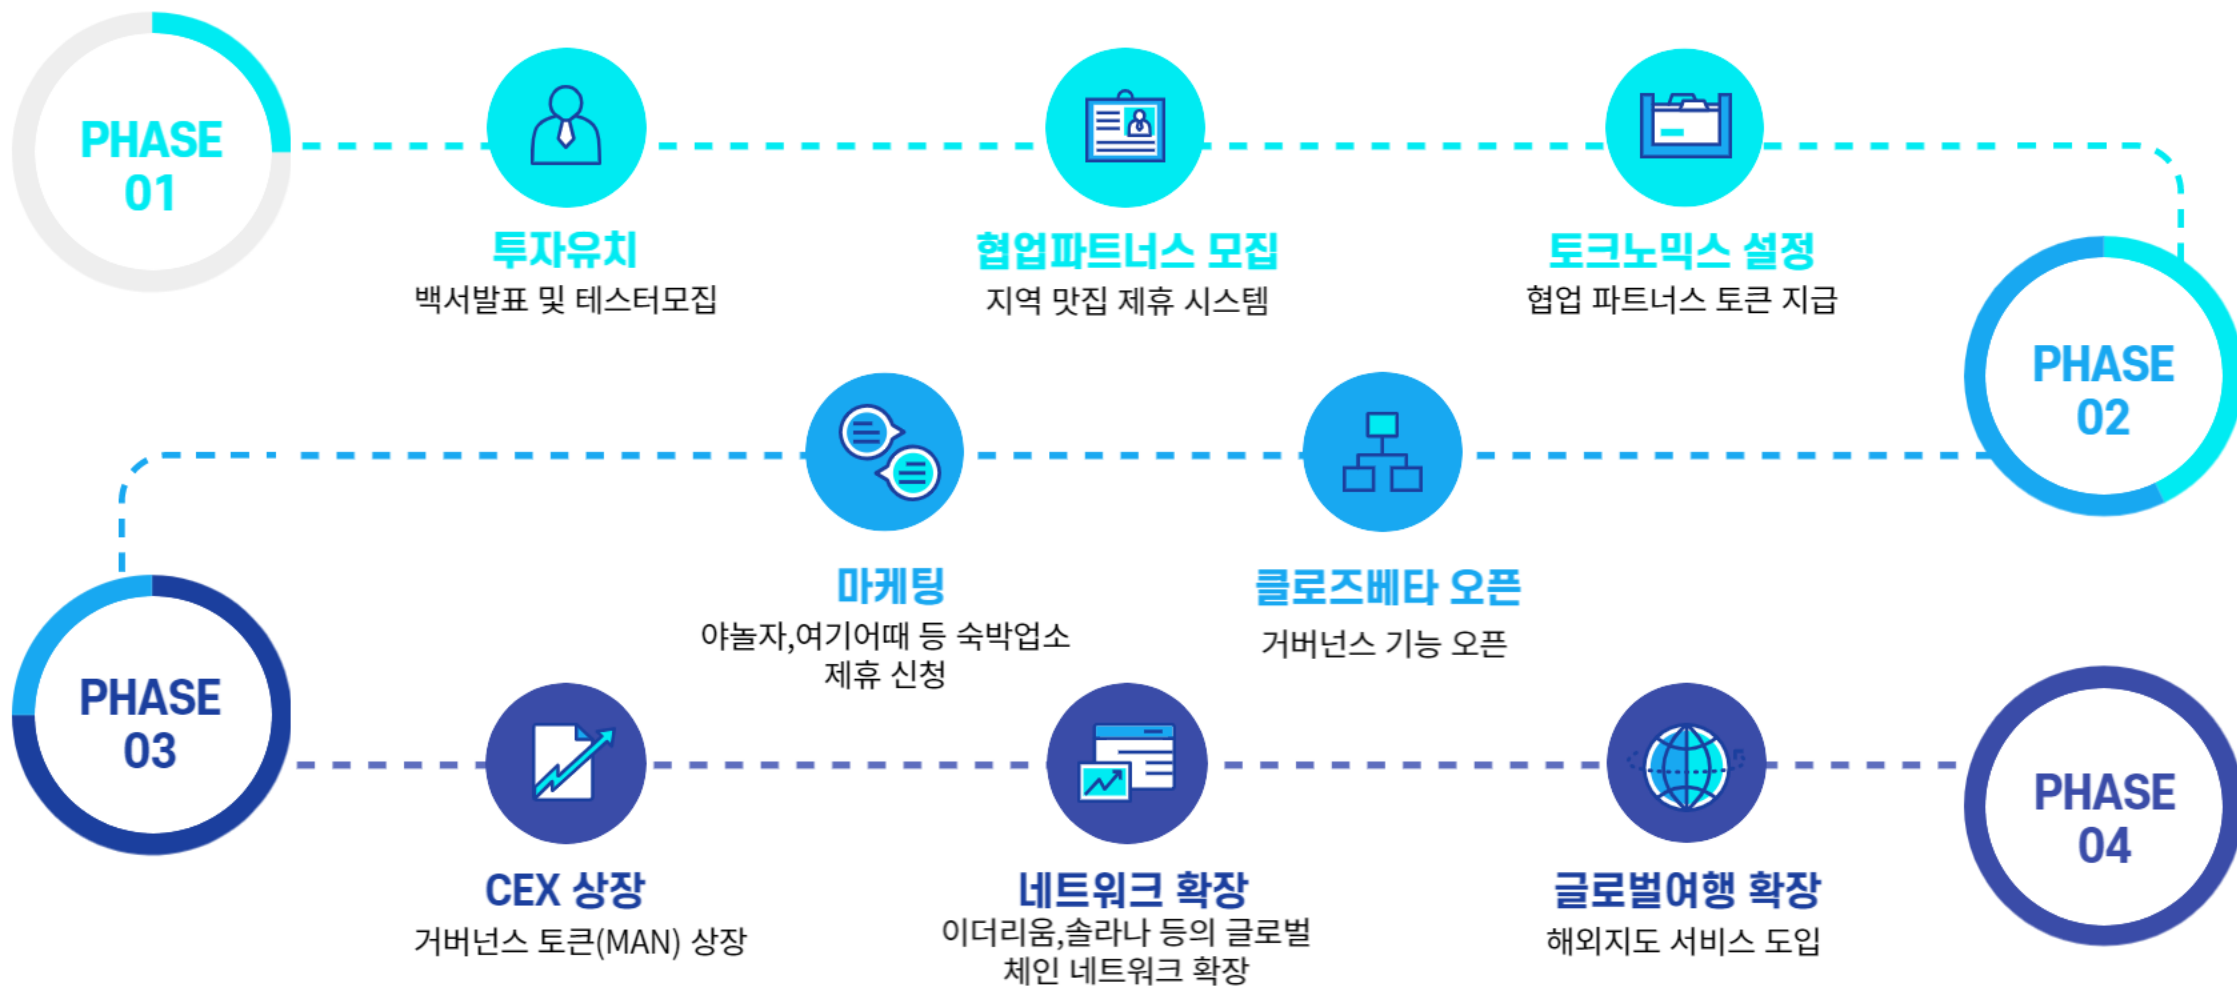 PHASE
01
투자유치
백서발표 및 테스터모집
협업파트너스 모집
지역 맛집 제휴 시스템
토크노믹스 설정
협업 파트너스 토큰 지급
PHASE
02
클로즈베타 오픈
거버넌스 기능 오픈
마케팅
야놀자,여기어때 등 숙박업소
제휴 신청
PHASE
03
CEX 상장
거버넌스 토큰(MAN) 상장
네트워크 확장
이더리움,솔라나 등의 글로벌
체인 네트워크 확장
글로벌여행 확장
해외지도 서비스 도입
PHASE
04